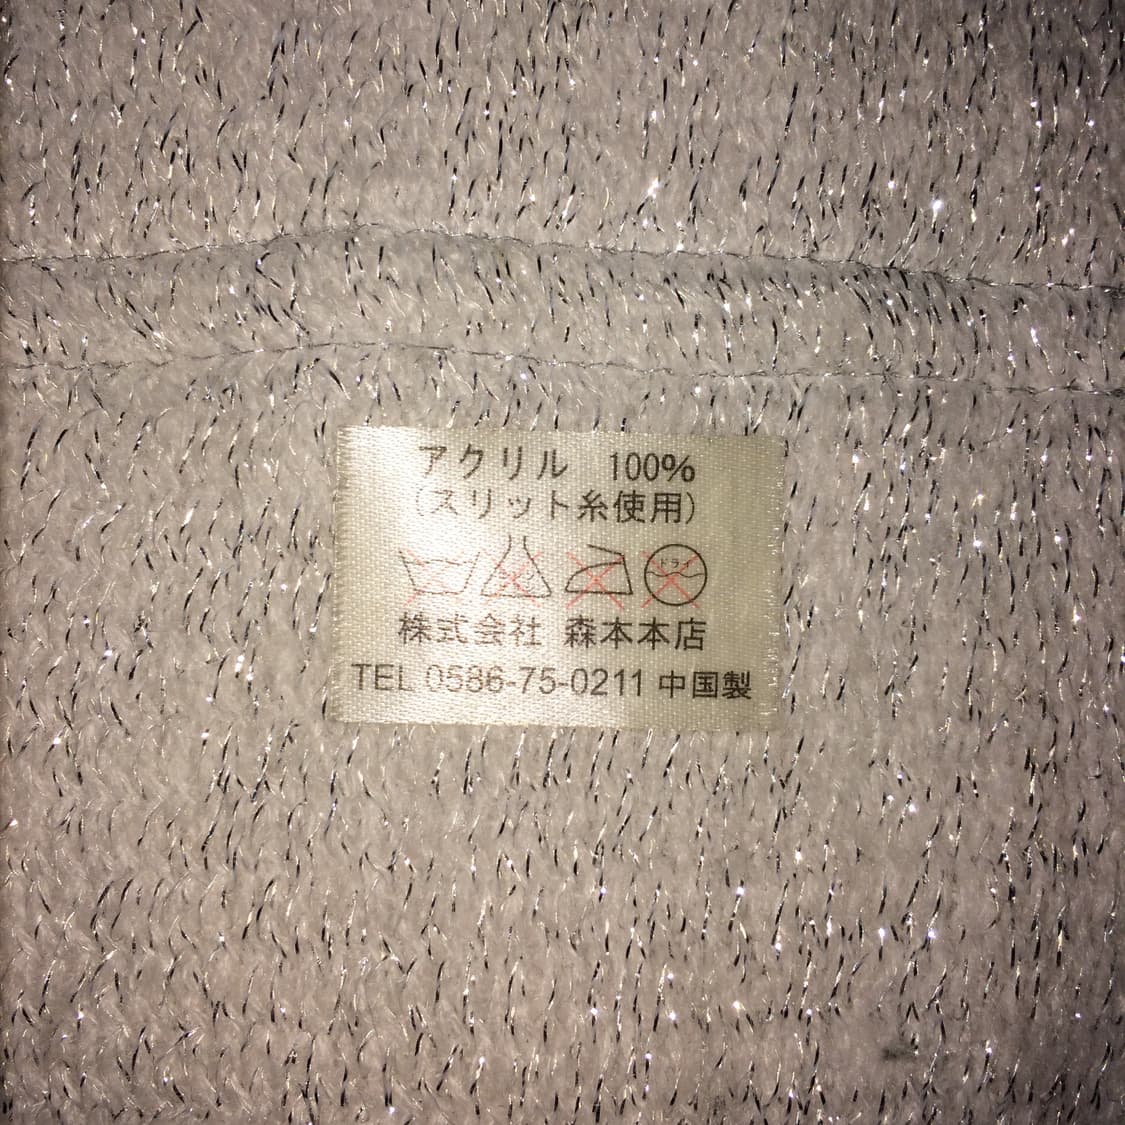 アクリル 100%
(スリット糸使用)
株式会社 森本本店
TEL 0586-75-0211 中国製